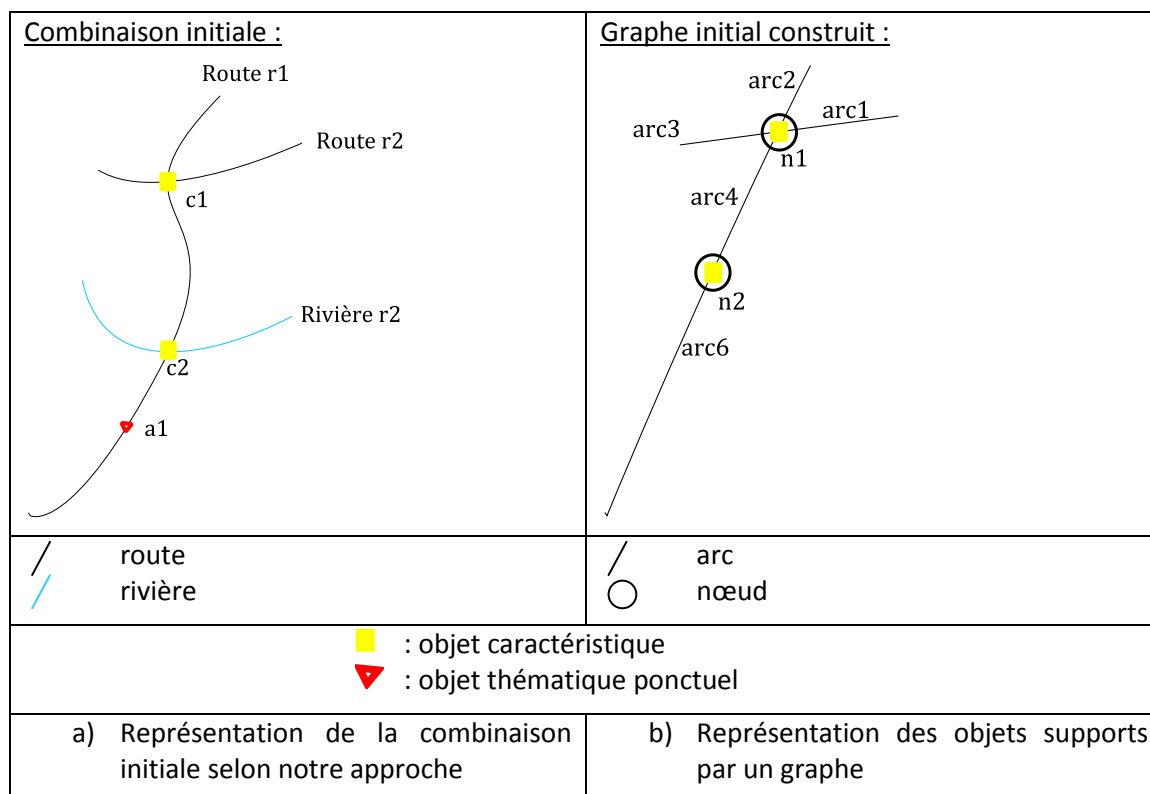 Combinaison initiale :
Route r1
Route r2
c1
Rivière r2
c2
a1
Graphe initial construit :
arc2
arc1
arc3
n1
arc4
n2
arc6
route
rivière
arc
nœud
: objet caractéristique
: objet thématique ponctuel
a) Représentation de la combinaison
initiale selon notre approche
b) Représentation des objets supports
par un graphe